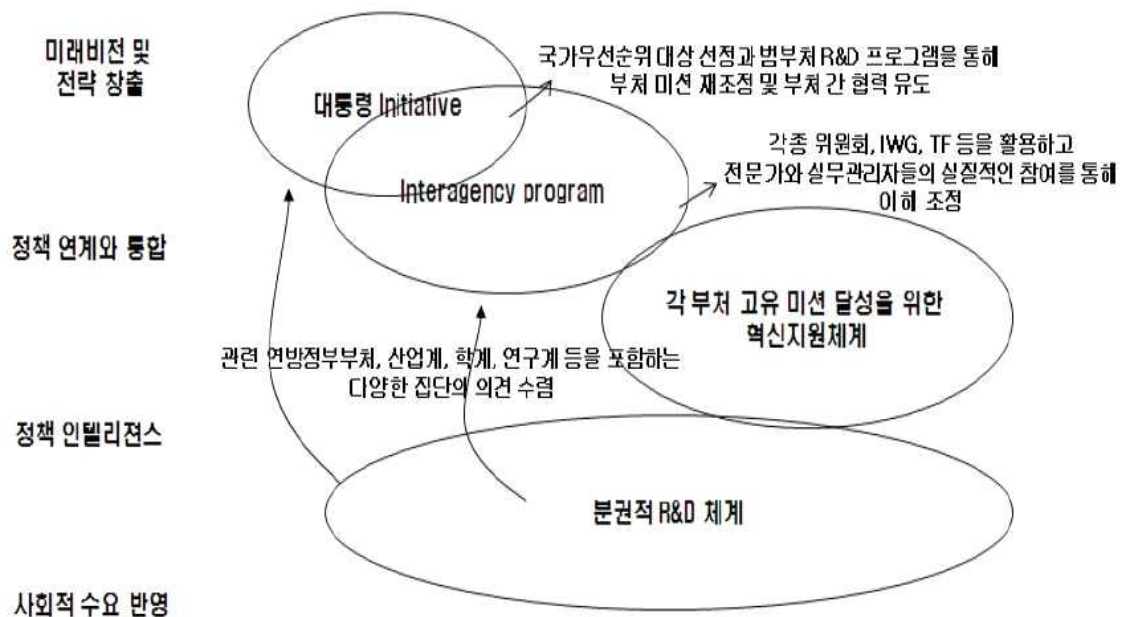 미래비전 및
전략 창출
국가우선순위 대상 선정과 범부처 R&D 프로그램을 통해
부처 미션 재조정 및 부처 간 협력 유도
대통령 Initiative
각종 위원회, IWG, TF 등을 활용하고
전문가와 실무관리자들의 실질적인 참여를 통해
이해 조정
Interagency program
정책 연계와 통합
각 부처 고유 미션 달성을 위한
혁신지원체계
관련 연방정부부처, 산업계, 학계, 연구계 등을 포함하는
다양한 집단의 의견 수렴
정책 인텔리젼스
분권적 R&D 체계
사회적 수요 반영